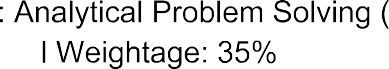 : Analytical Problem Solving (
l Weightage: 35%